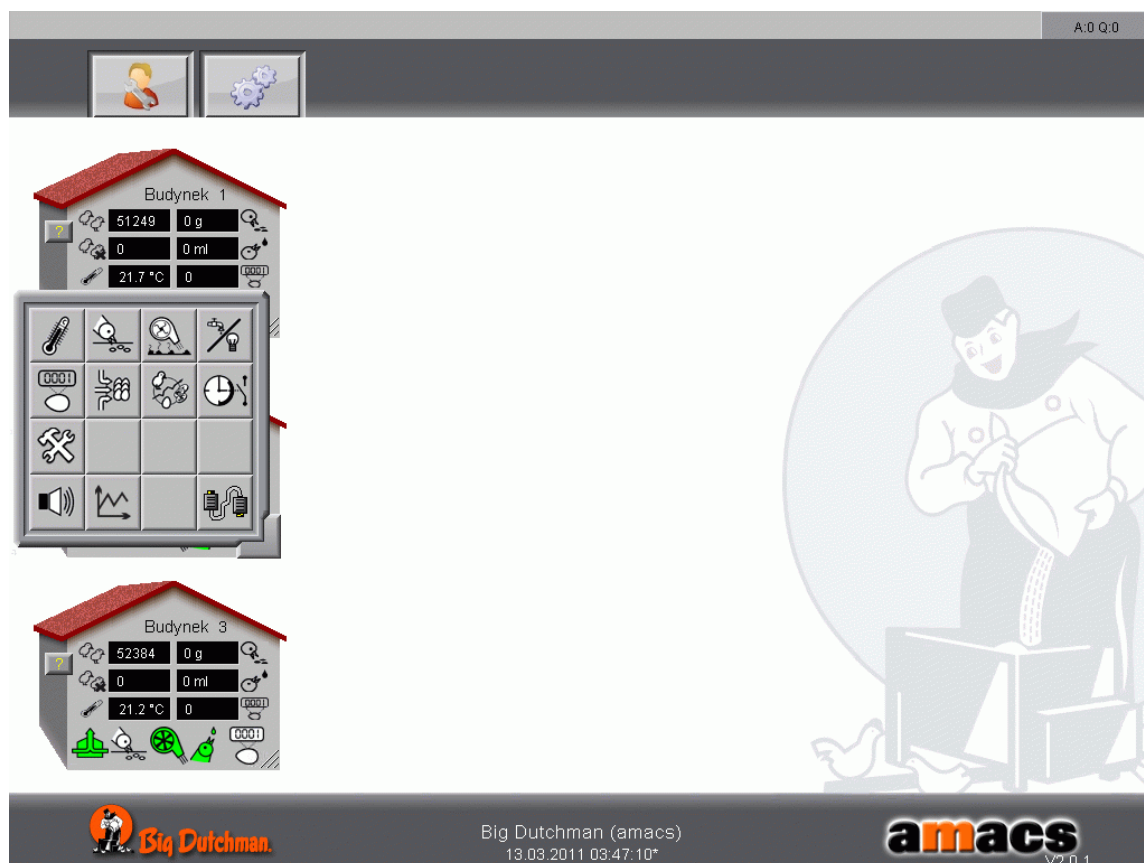 A:0 Q:0
Budynek 1
?
51249 0 g
0 0 ml
21.7 °C 0 0001
0001
Budynek 3
?
52384 0 g
0 0 ml
21.2 °C 0 0001
0001
Big Dutchman.
Big Dutchman (amacs)
13.03.2011 03:47:10*
amacs
V2.0.1